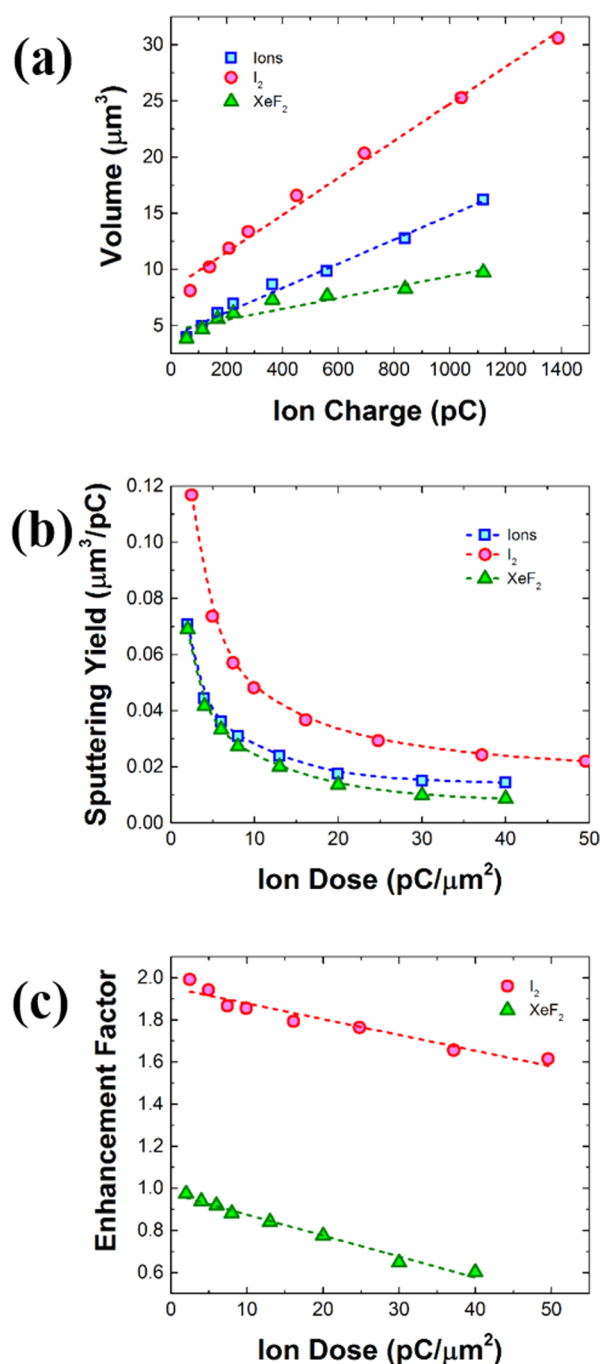 (a)
Volume (μm³)
30
25
20
15
10
5
Ions
I₂
XeF₂
0 200 400 600 800 1000 1200 1400
Ion Charge (pC)
(b)
Sputtering Yield (μm³/pC)
0.12
0.10
0.08
0.06
0.04
0.02
0.00
Ions
I₂
XeF₂
0 10 20 30 40 50
Ion Dose (pC/μm²)
(c)
Enhancement Factor
2.0
1.8
1.6
1.4
1.2
1.0
0.8
0.6
I₂
XeF₂
0 10 20 30 40 50
Ion Dose (pC/μm²)